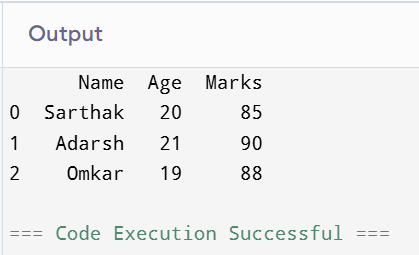 Output
Name Age Marks
0 Sarthak 20 85
1 Adarsh 21 90
2 Omkar 19 88
=== Code Execution Successful ===